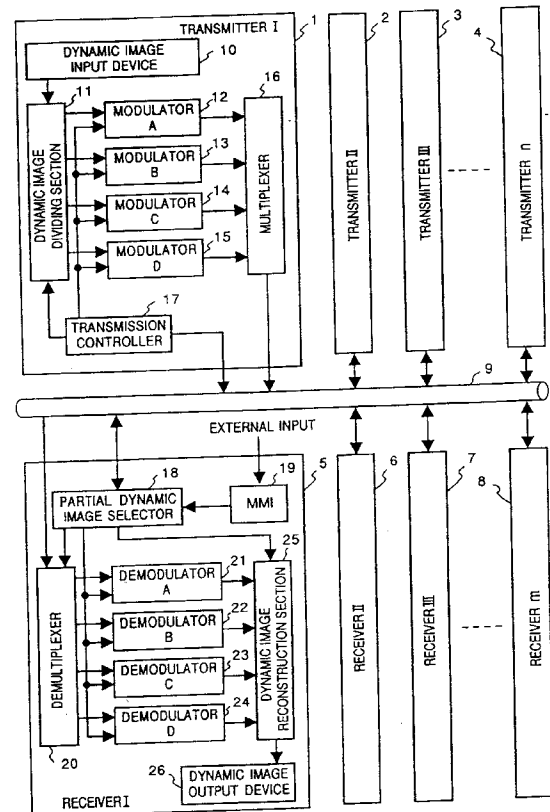 TRANSMITTER I
1
2
3
4
DYNAMIC IMAGE
INPUT DEVICE
10
11
DYNAMIC IMAGE
DIVIDING SECTION
12
MODULATOR
A
13
MODULATOR
B
14
MODULATOR
C
15
MODULATOR
D
16
MULTIPLEXER
17
TRANSMISSION
CONTROLLER
TRANSMITTER II
TRANSMITTER III
TRANSMITTER n
9
EXTERNAL INPUT
18
PARTIAL DYNAMIC
IMAGE SELECTOR
19
MMI
5
6
7
8
25
DEMULTIPLEXER
20
21
DEMODULATOR
A
22
DEMODULATOR
B
23
DEMODULATOR
C
24
DEMODULATOR
D
DYNAMIC IMAGE
RECONSTRUCTION SECTION
26
DYNAMIC IMAGE
OUTPUT DEVICE
RECEIVER I
RECEIVER II
RECEIVER III
RECEIVER m